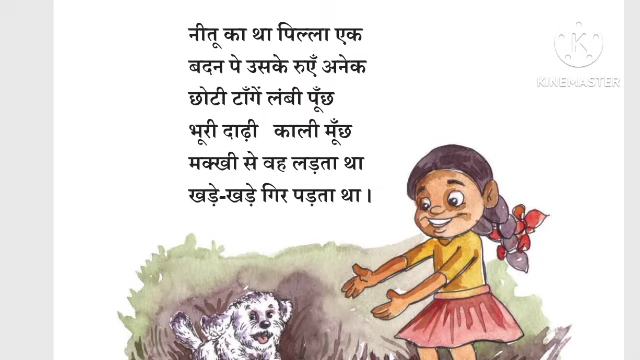 नीतू का था पिल्ला एक
बदन पे उसके रुएँ अनेक
छोटी टाँगें लंबी पूँछ
भूरी दाढ़ी काली मूँछ
मक्खी से वह लड़ता था
खड़े-खड़े गिर पड़ता था।
KINEMASTER